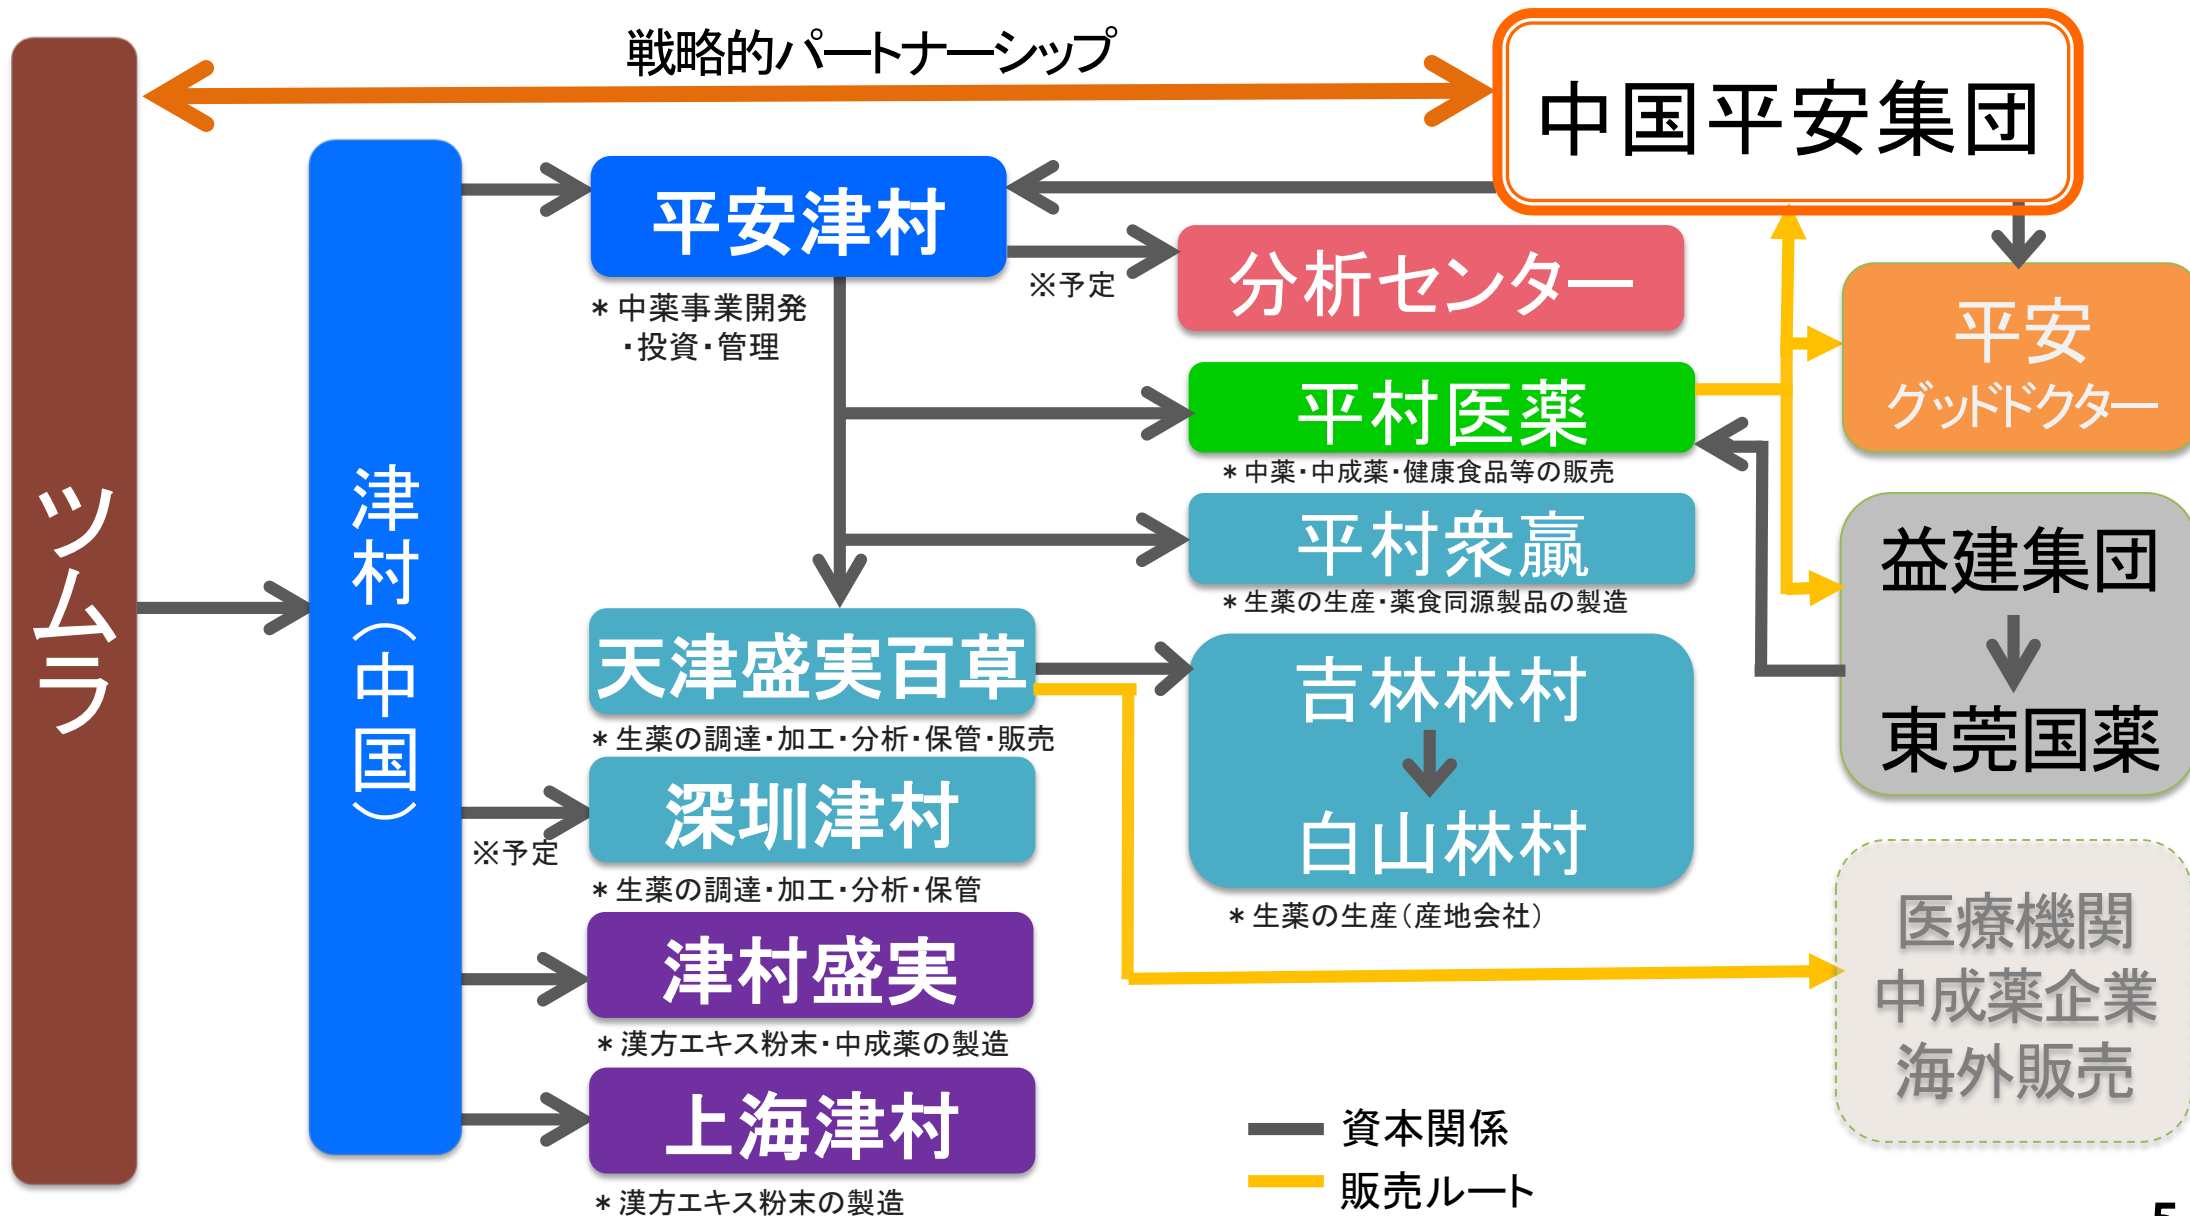 戦略的パートナーシップ
中国平安集団
ツムラ
津村（中国）
平安津村
＊中薬事業開発
・投資・管理
※予定
分析センター
平安
グッドドクター
平村医薬
＊中薬・中成薬・健康食品等の販売
平村衆贏
＊生薬の生産・薬食同源製品の製造
益建集団
東莞国薬
天津盛実百草
＊生薬の調達・加工・分析・保管・販売
吉林林村
白山林村
＊生薬の生産（産地会社）
※予定
深圳津村
＊生薬の調達・加工・分析・保管
津村盛実
＊漢方エキス粉末・中成薬の製造
上海津村
＊漢方エキス粉末の製造
医療機関
中成薬企業
海外販売
資本関係
販売ルート
5